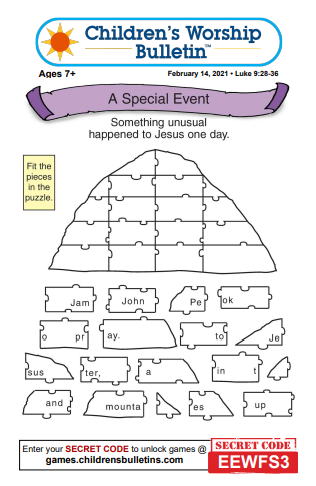 Children's Worship
Bulletin™
Ages 7+
February 14, 2021 • Luke 9:28-36
A Special Event
Something unusual
happened to Jesus one day.
Fit the
pieces
in the
puzzle.
Jam
John
Pe
ok
o pr
ay.
to
Je
sus
ter,
a
in t
and
mounta
es
up
Enter your SECRET CODE to unlock games @
games.childrensbulletins.com
SECRET CODE
EEWFS3